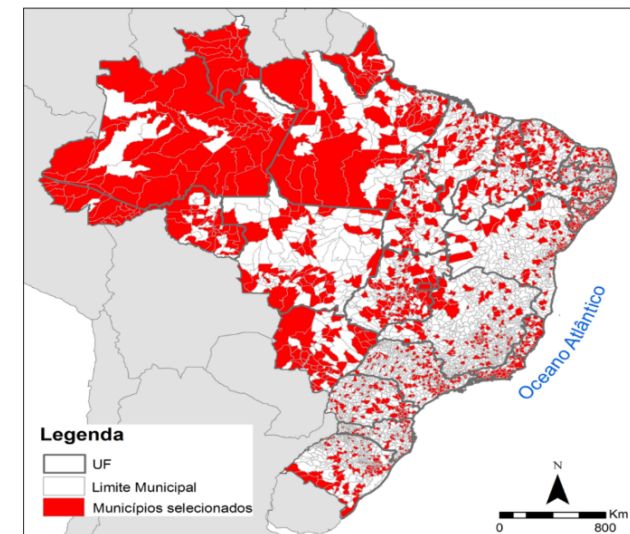 Oceano Atlântico
Legenda
UF
Limite Municipal
Municípios selecionados
N
Km
0 800